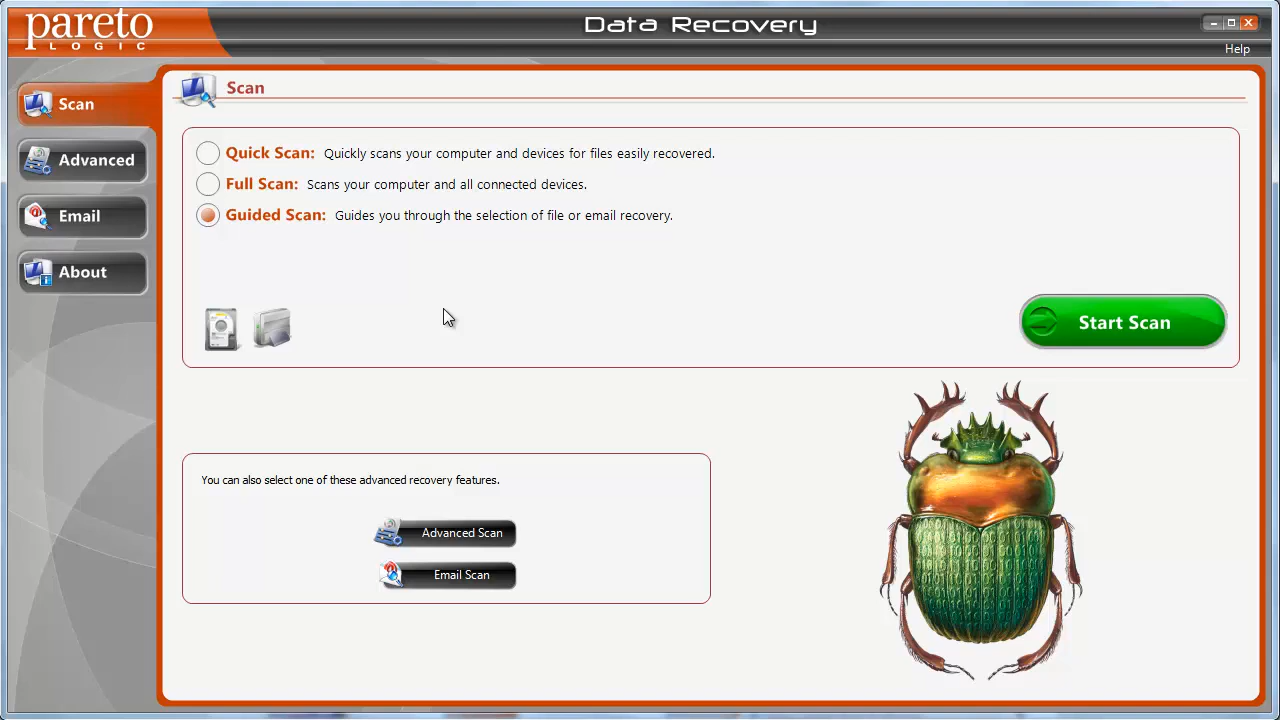 pareto
LOGIC
Data Recovery
Help
Scan
Advanced
Email
About
Scan
Quick Scan: Quickly scans your computer and devices for files easily recovered.
Full Scan: Scans your computer and all connected devices.
Guided Scan: Guides you through the selection of file or email recovery.
Start Scan
You can also select one of these advanced recovery features.
Advanced Scan
Email Scan